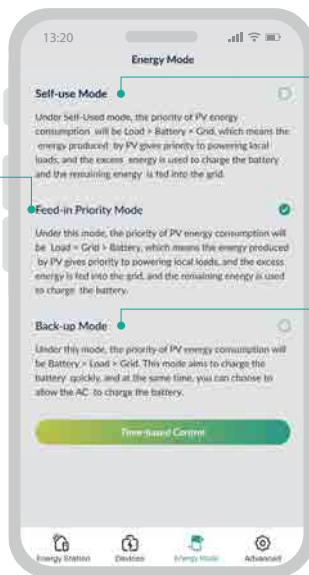 13:20
Energy Mode
Self-use Mode
Under Self-Used mode, the priority of PV energy
consumption will be Load > Battery > Grid, which means the
energy produced by PV gives priority to powering local
loads, and the excess energy is used to charge the battery
and the remaining energy is fed into the grid.
Feed-in Priority Mode
Under this mode, the priority of PV energy consumption will
be Load > Grid > Battery, which means the energy produced
by PV gives priority to powering local loads, and the excess
energy is fed into the grid, and the remaining energy is used
to charge the battery.
Back-up Mode
Under this mode, the priority of PV energy consumption will
be Battery > Load > Grid. This mode aims to charge the
battery quickly, and at the same time, you can choose to
allow the AC to charge the battery.
Time-based Control
Energy Station
Devices
Energy Mode
Advanced